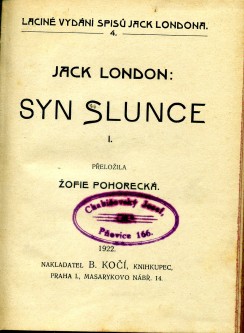 LACINÉ VYDÁNÍ SPISŮ JACK LONDONA.
4.
JACK LONDON:
SYN SLUNCE
I.
PŘELOŽILA
ŽOFIE POHORECKÁ.
Pňovice 166.
1922.
NAKLADATEL B. KOČÍ, KNIHKUPEC,
PRAHA I., MASARYKOVO NÁBŘ. 14.